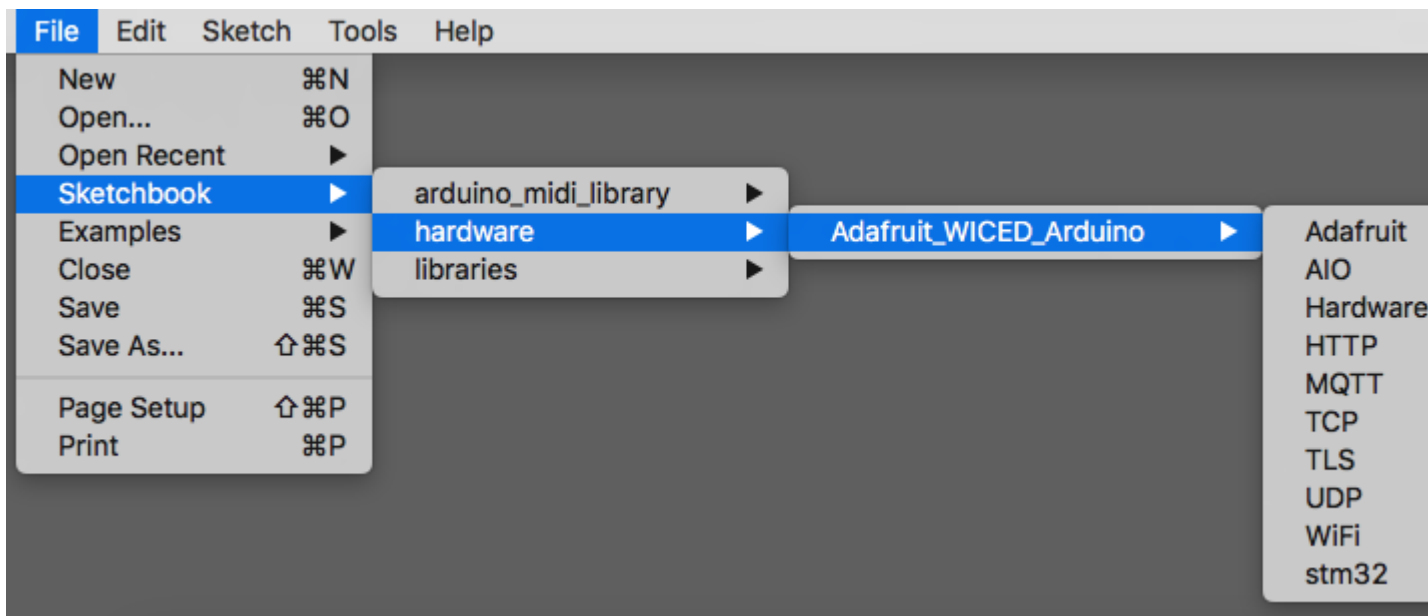 File Edit Sketch Tools Help
New ⌘N
Open... ⌘O
Open Recent ▶
Sketchbook ▶
Examples ▶
Close ⌘W
Save ⌘S
Save As... ⇧⌘S
Page Setup ⇧⌘P
Print ⌘P
arduino_midi_library ▶
hardware ▶
libraries ▶
Adafruit_WICED_Arduino ▶
Adafruit
AIO
Hardware
HTTP
MQTT
TCP
TLS
UDP
WiFi
stm32